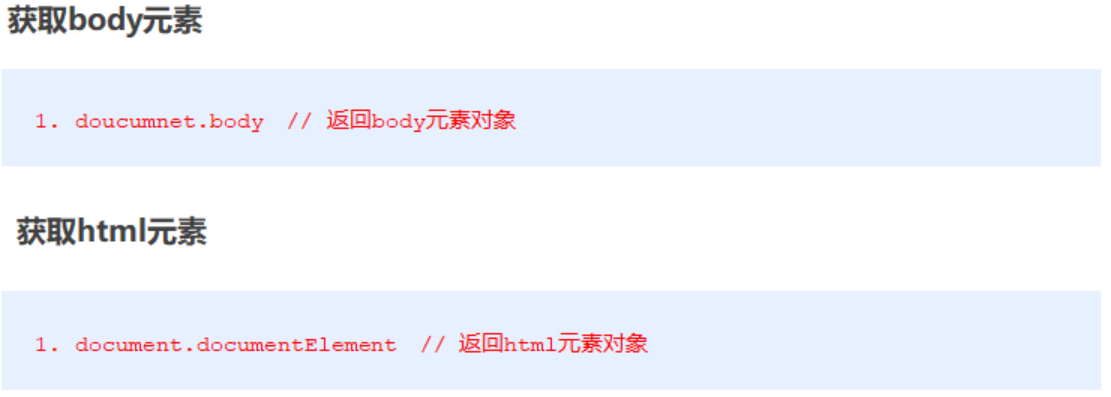 获取body元素
1. doucumnet.body // 返回body元素对象
获取html元素
1. document.documentElement // 返回html元素对象